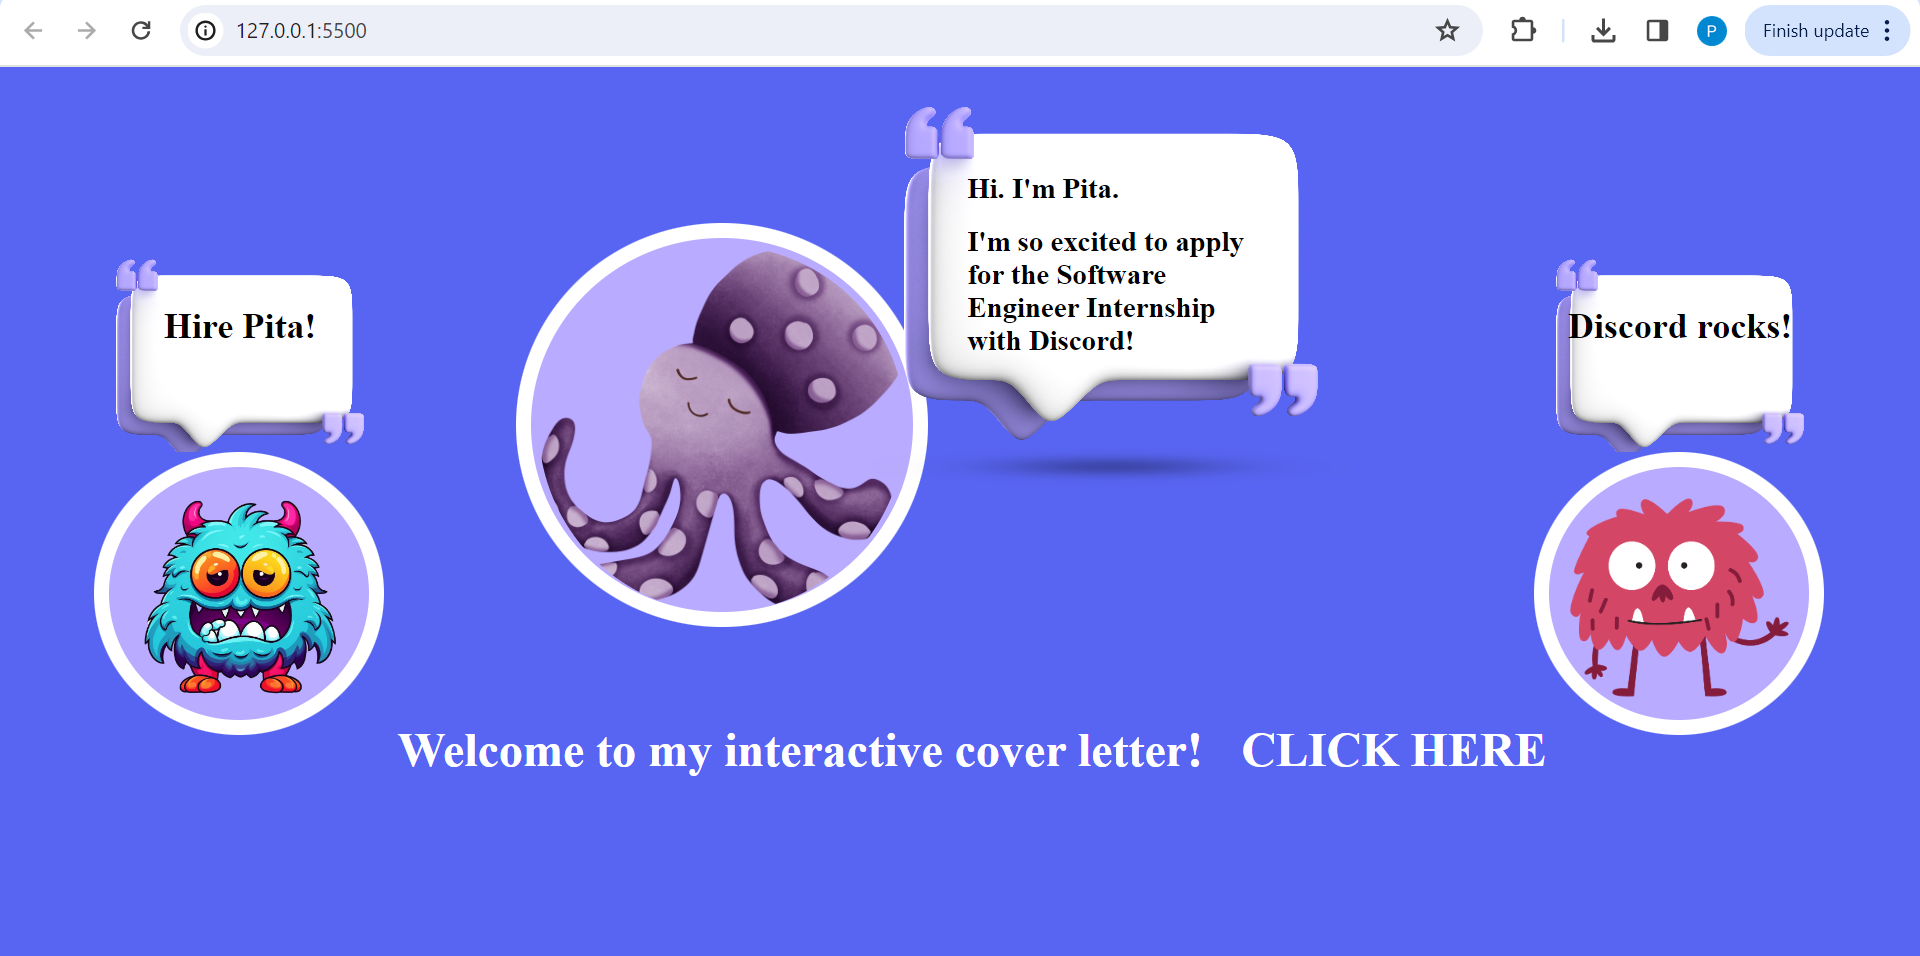 127.0.0.1:5500
P
Finish update
Hi. I'm Pita.
I'm so excited to apply
for the Software
Engineer Internship
with Discord!
Hire Pita!
Discord rocks!
Welcome to my interactive cover letter! CLICK HERE